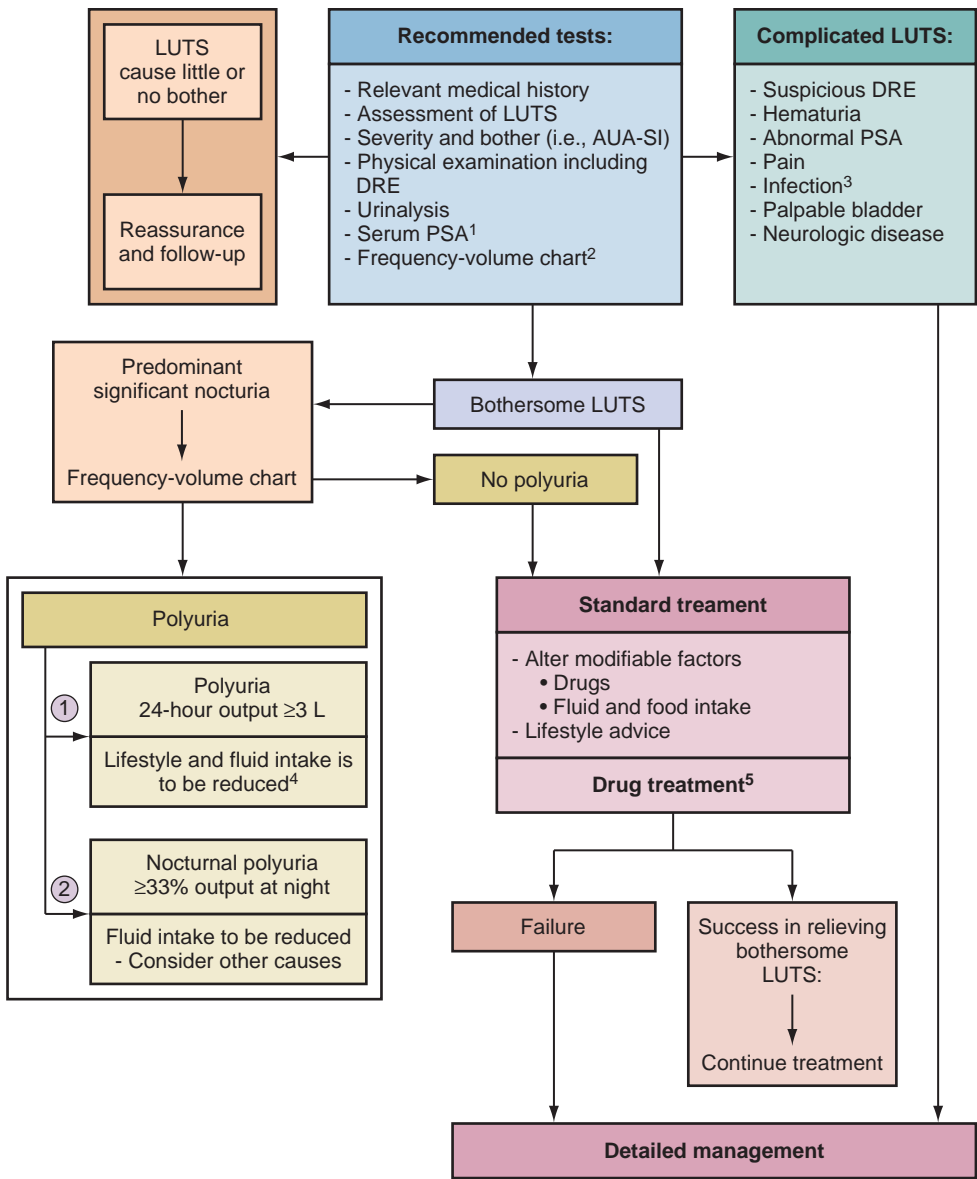 LUTS
cause little or
no bother
Reassurance
and follow-up
Recommended tests:
- Relevant medical history
- Assessment of LUTS
- Severity and bother (i.e., AUA-SI)
- Physical examination including
DRE
- Urinalysis
- Serum PSA¹
- Frequency-volume chart²
Complicated LUTS:
- Suspicious DRE
- Hematuria
- Abnormal PSA
- Pain
- Infection³
- Palpable bladder
- Neurologic disease
Predominant
significant nocturia
Frequency-volume chart
Bothersome LUTS
No polyuria
Polyuria
1
Polyuria
24-hour output ≥3 L
Lifestyle and fluid intake is
to be reduced⁴
2
Nocturnal polyuria
≥33% output at night
Fluid intake to be reduced
- Consider other causes
Standard treament
- Alter modifiable factors
• Drugs
• Fluid and food intake
- Lifestyle advice
Drug treatment⁵
Failure
Success in relieving
bothersome
LUTS:
Continue treatment
Detailed management